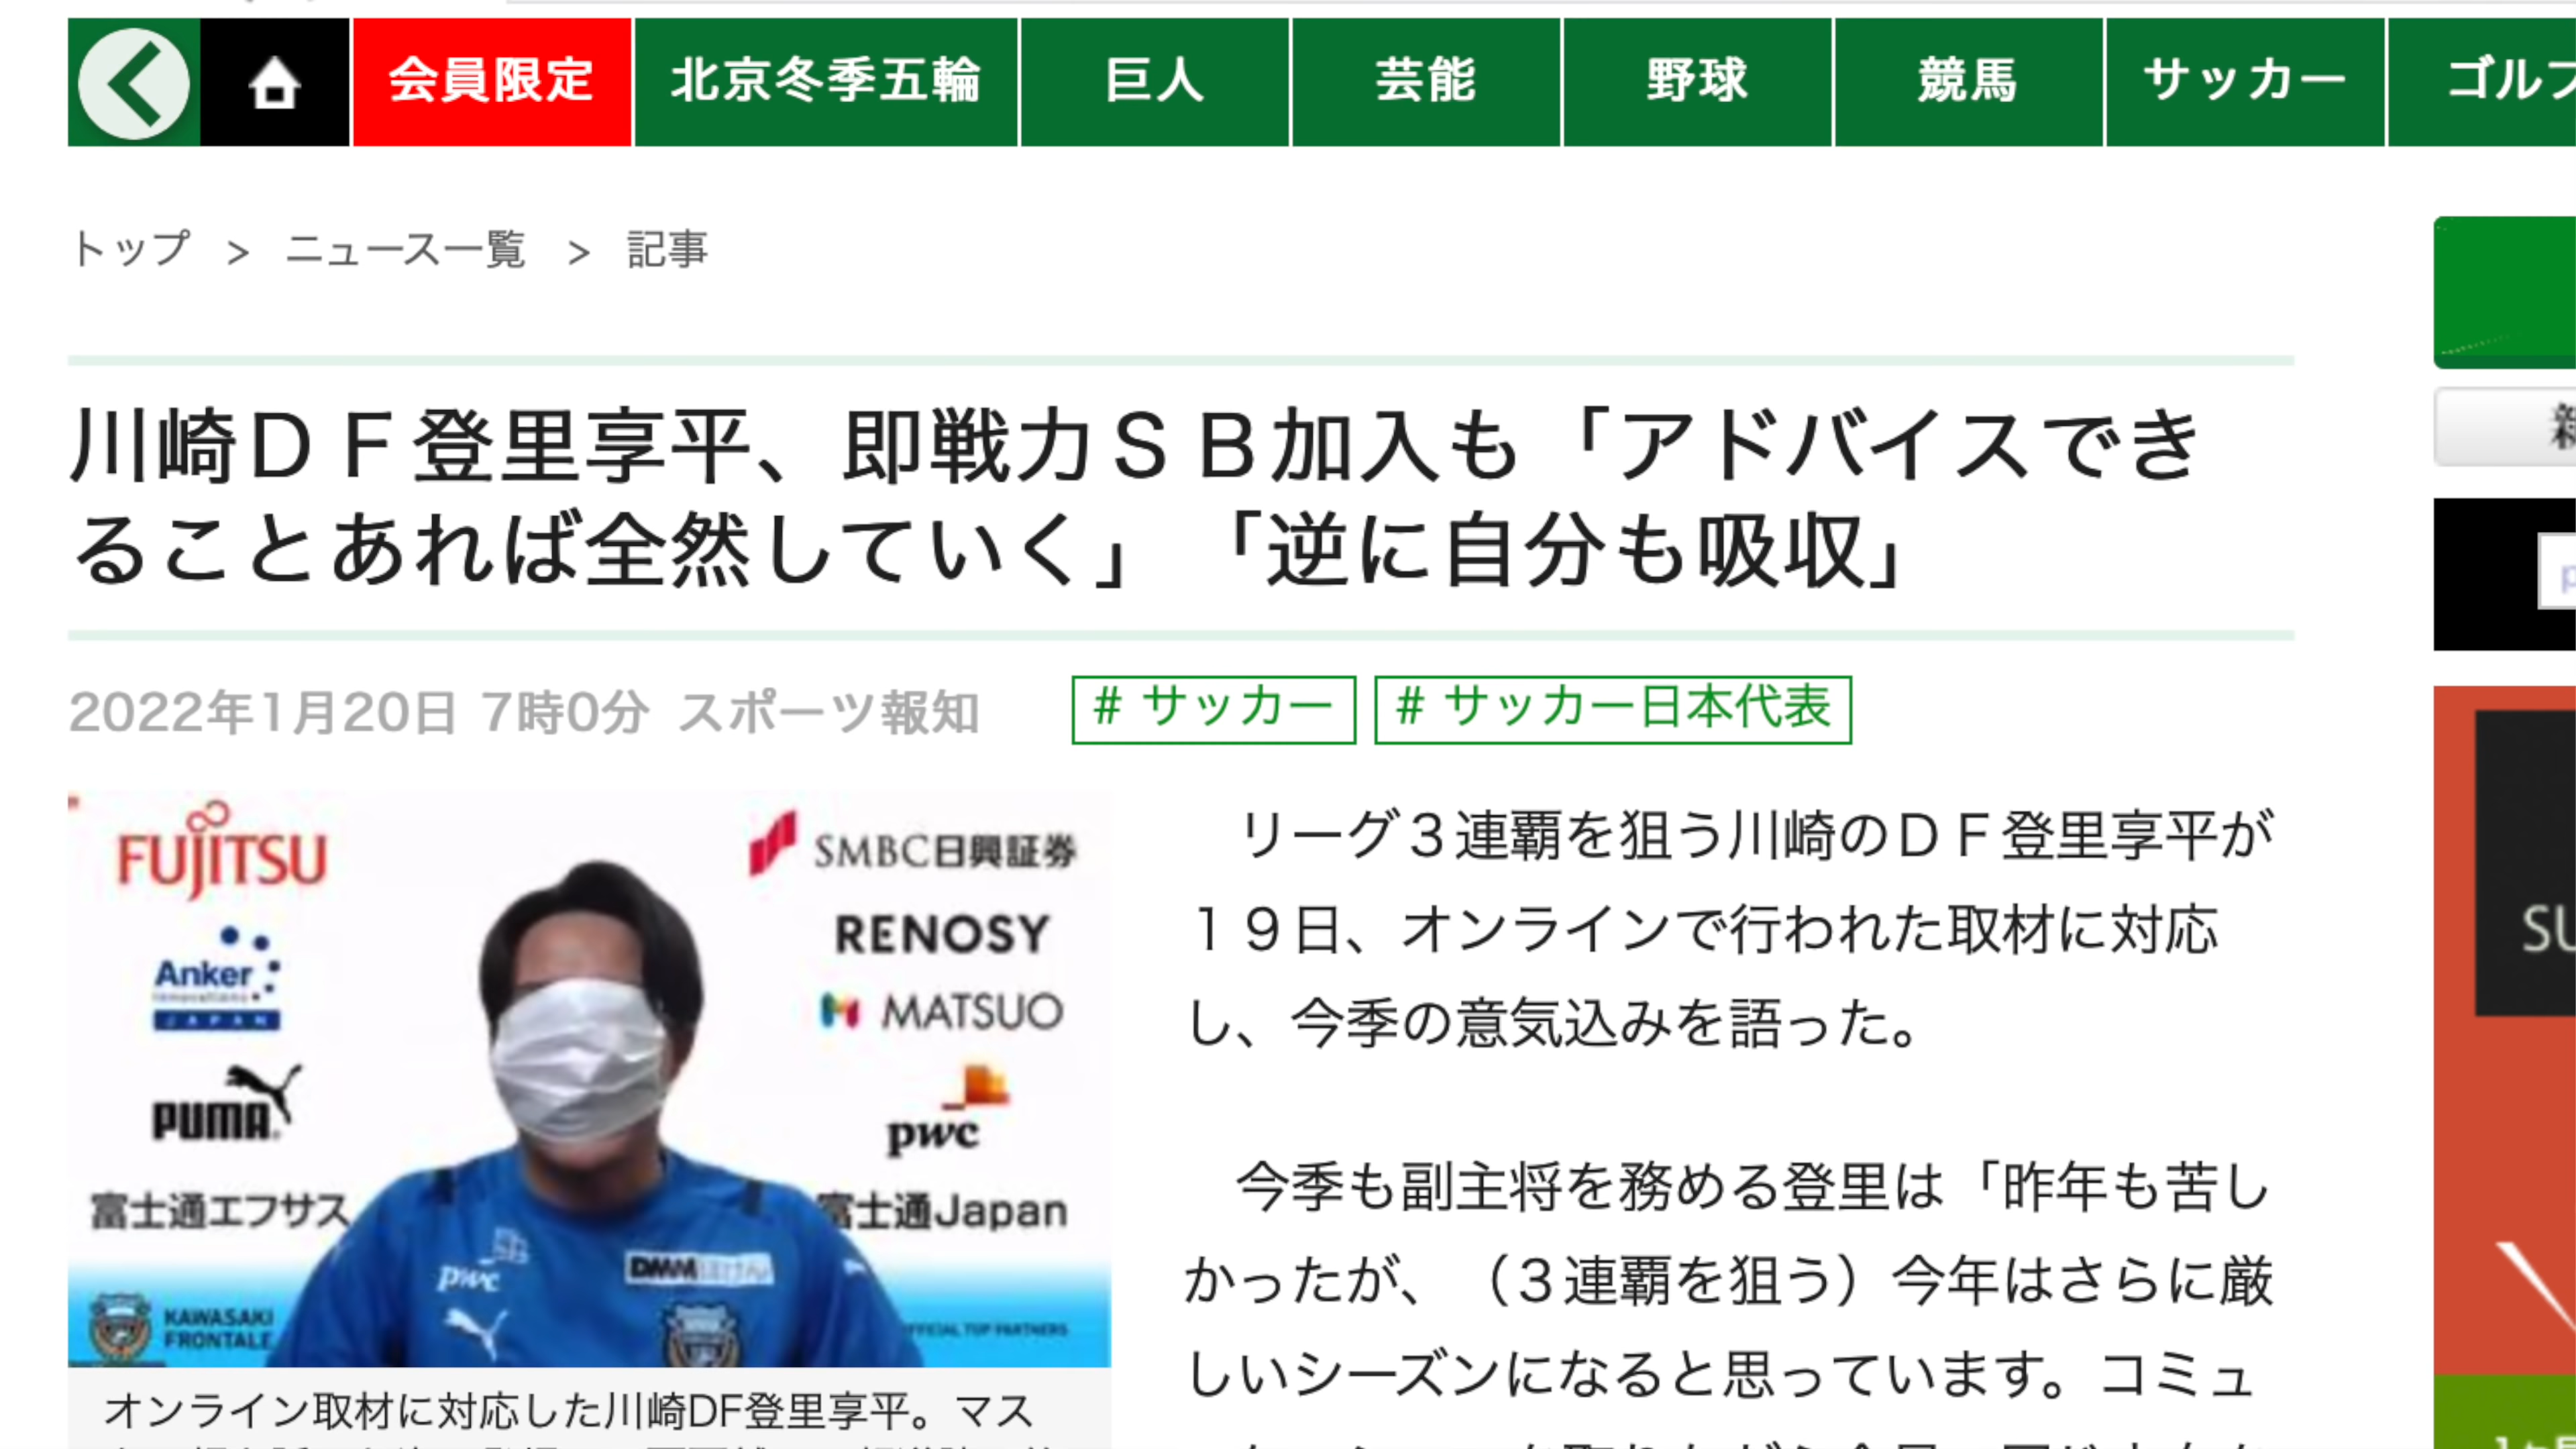 会員限定 北京冬季五輪 巨人 芸能 野球 競馬 サッカー ゴルフ
トップ > ニュース一覧 > 記事
川崎ＤＦ登里享平、即戦力ＳＢ加入も「アドバイスでき
ることあれば全然していく」「逆に自分も吸収」
2022年1月20日 7時0分 スポーツ報知 # サッカー # サッカー日本代表
FUJITSU
SMBC日興証券
Anker
JAPAN
RENOSY
MATSUO
PUMA
pwc
富士通エフサス
富士通Japan
pwc
DMM
KAWASAKI
FRONTALE
OFFICIAL TOP PARTNERS
オンライン取材に対応した川崎DF登里享平。マス
リーグ３連覇を狙う川崎のＤＦ登里享平が
１９日、オンラインで行われた取材に対応
し、今季の意気込みを語った。
今季も副主将を務める登里は「昨年も苦し
かったが、（３連覇を狙う）今年はさらに厳
しいシーズンになると思っています。コミュ
SU